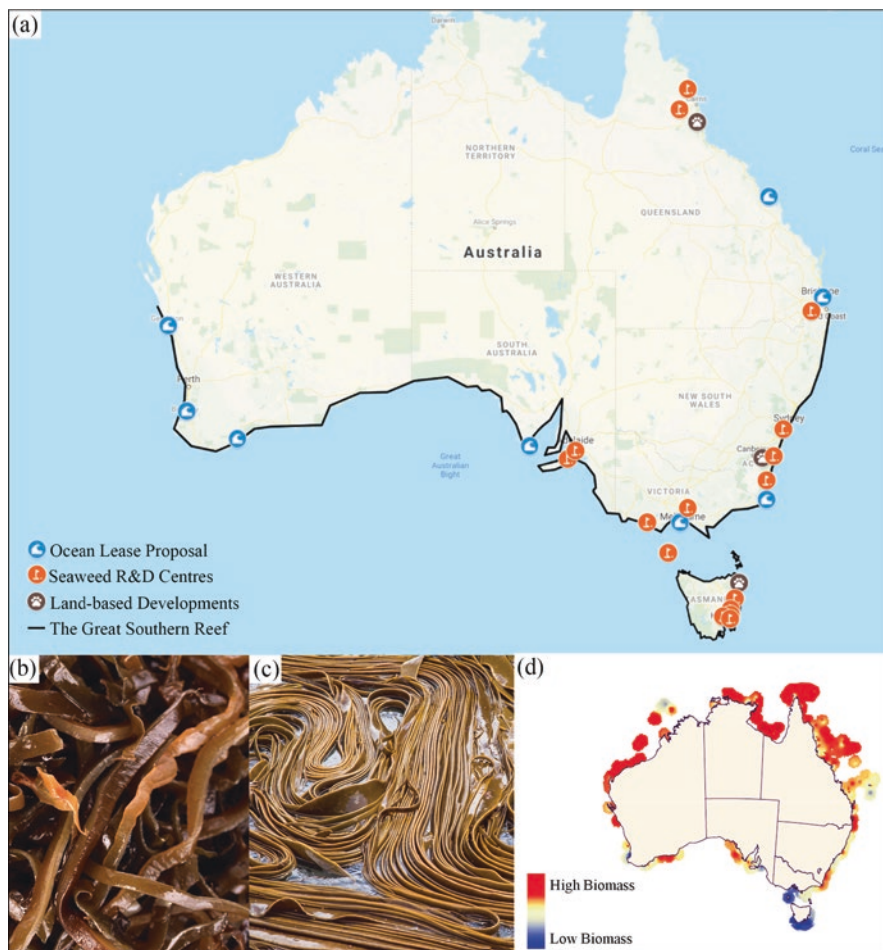 (a)
Darwin
Cairns
NORTHERN
TERRITORY
Coral Sea
QUEENSLAND
Alice Springs
Australia
WESTERN
AUSTRALIA
SOUTH
AUSTRALIA
Perth
NEW SOUTH
WALES
Sydney
Great
Australian
Bight
VICTORIA
Ocean Lease Proposal
Seaweed R&D Centres
Land-based Developments
The Great Southern Reef
(b)
(c)
(d)
High Biomass
Low Biomass